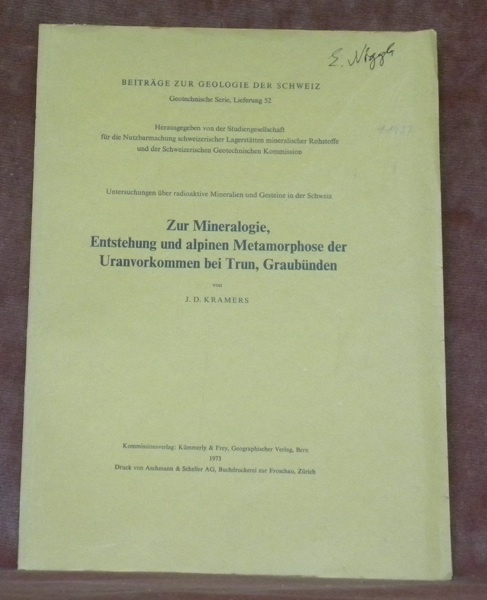 E. Niggli
BEITRÄGE ZUR GEOLOGIE DER SCHWEIZ
Geotechnische Serie, Lieferung 52
Herausgegeben von der Studiengesellschaft
für die Nutzbarmachung schweizerischer Lagerstätten mineralischer Rohstoffe
und der Schweizerischen Geotechnischen Kommission
Untersuchungen über radioaktive Mineralien und Gesteine in der Schweiz
Zur Mineralogie,
Entstehung und alpinen Metamorphose der
Uranvorkommen bei Trun, Graubünden
von
J. D. KRAMERS
Kommissionsverlag: Kümmerly & Frey, Geographischer Verlag, Bern
1973
Druck von Aschmann & Scheller AG, Buchdruckerei zur Froschau, Zürich